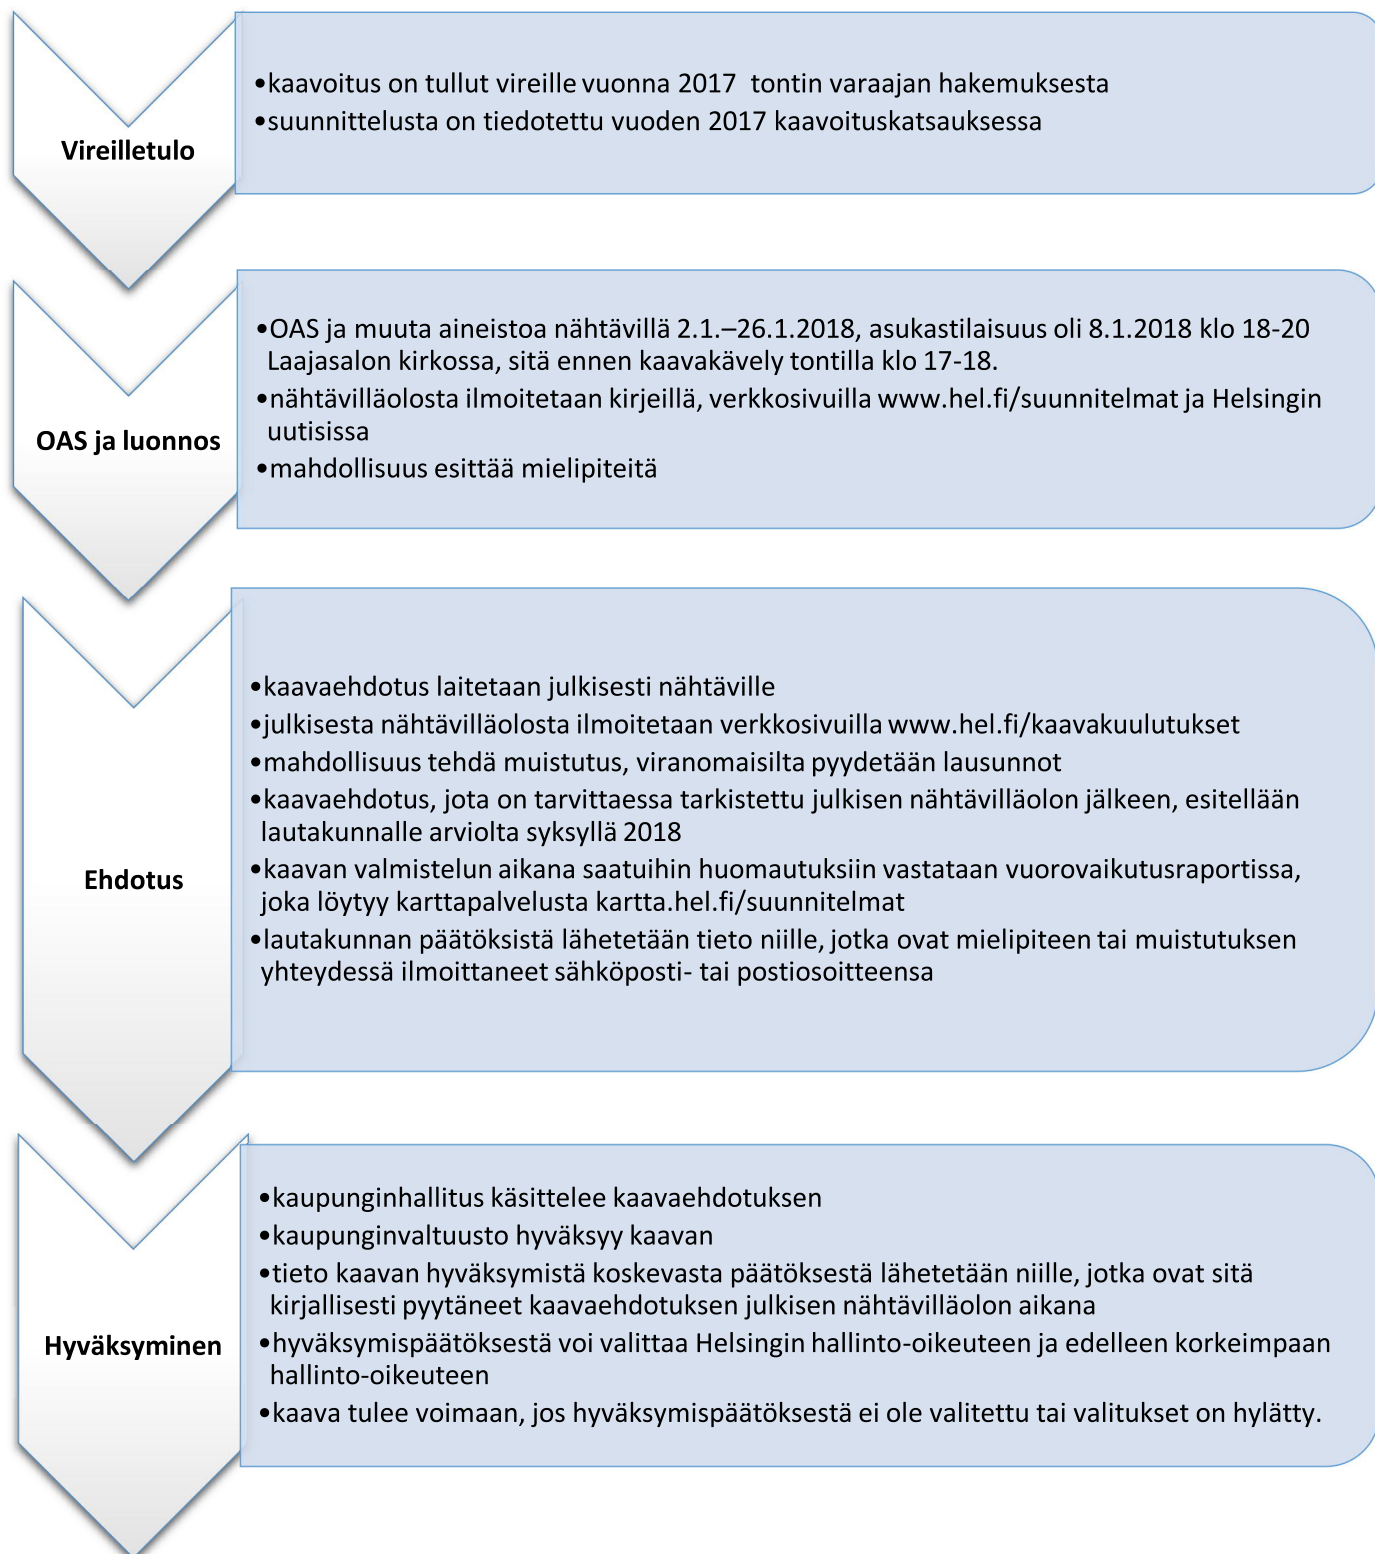 Vireilletulo
•kaavoitus on tullut vireille vuonna 2017 tontin varaajan hakemuksesta
•suunnittelusta on tiedotettu vuoden 2017 kaavoituskatsauksessa
OAS ja luonnos
•OAS ja muuta aineistoa nähtävillä 2.1.–26.1.2018, asukastilaisuus oli 8.1.2018 klo 18-20
Laajasalon kirkossa, sitä ennen kaavakävely tontilla klo 17-18.
•nähtävilläolosta ilmoitetaan kirjeillä, verkkosivuilla www.hel.fi/suunnitelmat ja Helsingin
uutisissa
•mahdollisuus esittää mielipiteitä
Ehdotus
•kaavaehdotus laitetaan julkisesti nähtäville
•julkisesta nähtävilläolosta ilmoitetaan verkkosivuilla www.hel.fi/kaavakuulutukset
•mahdollisuus tehdä muistutus, viranomaisilta pyydetään lausunnot
•kaavaehdotus, jota on tarvittaessa tarkistettu julkisen nähtävilläolon jälkeen, esitellään
lautakunnalle arviolta syksyllä 2018
•kaavan valmistelun aikana saatuihin huomautuksiin vastataan vuorovaikutusraportissa,
joka löytyy karttapalvelusta kartta.hel.fi/suunnitelmat
•lautakunnan päätöksistä lähetetään tieto niille, jotka ovat mielipiteen tai muistutuksen
yhteydessä ilmoittaneet sähköposti- tai postiosoitteensa
Hyväksyminen
•kaupunginhallitus käsittelee kaavaehdotuksen
•kaupunginvaltuusto hyväksyy kaavan
•tieto kaavan hyväksymistä koskevasta päätöksestä lähetetään niille, jotka ovat sitä
kirjallisesti pyytäneet kaavaehdotuksen julkisen nähtävilläolon aikana
•hyväksymispäätöksestä voi valittaa Helsingin hallinto-oikeuteen ja edelleen korkeimpaan
hallinto-oikeuteen
•kaava tulee voimaan, jos hyväksymispäätöksestä ei ole valitettu tai valitukset on hylätty.